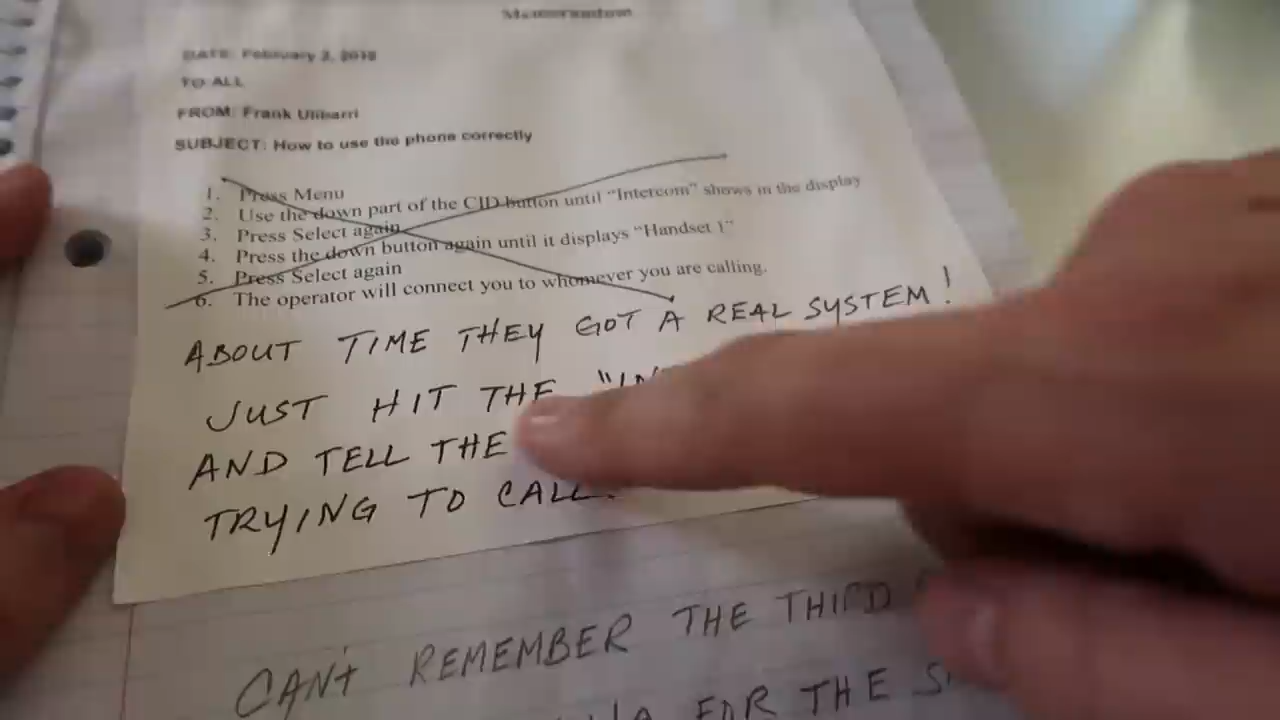 Memorandum
DATE: February 2, 2018
TO ALL
FROM: Frank Ulibarri
SUBJECT: How to use the phone correctly
1. Press Menu
2. Use the down part of the CID button until "Intercom" shows in the display
3. Press Select again
4. Press the down button again until it displays "Handset 1"
5. Press Select again
6. The operator will connect you to whomever you are calling.
ABOUT TIME THEY GOT A REAL SYSTEM!
JUST HIT THE
AND TELL THE
TRYING TO CALL.
CAN'T REMEMBER THE THIRD
FOR THE